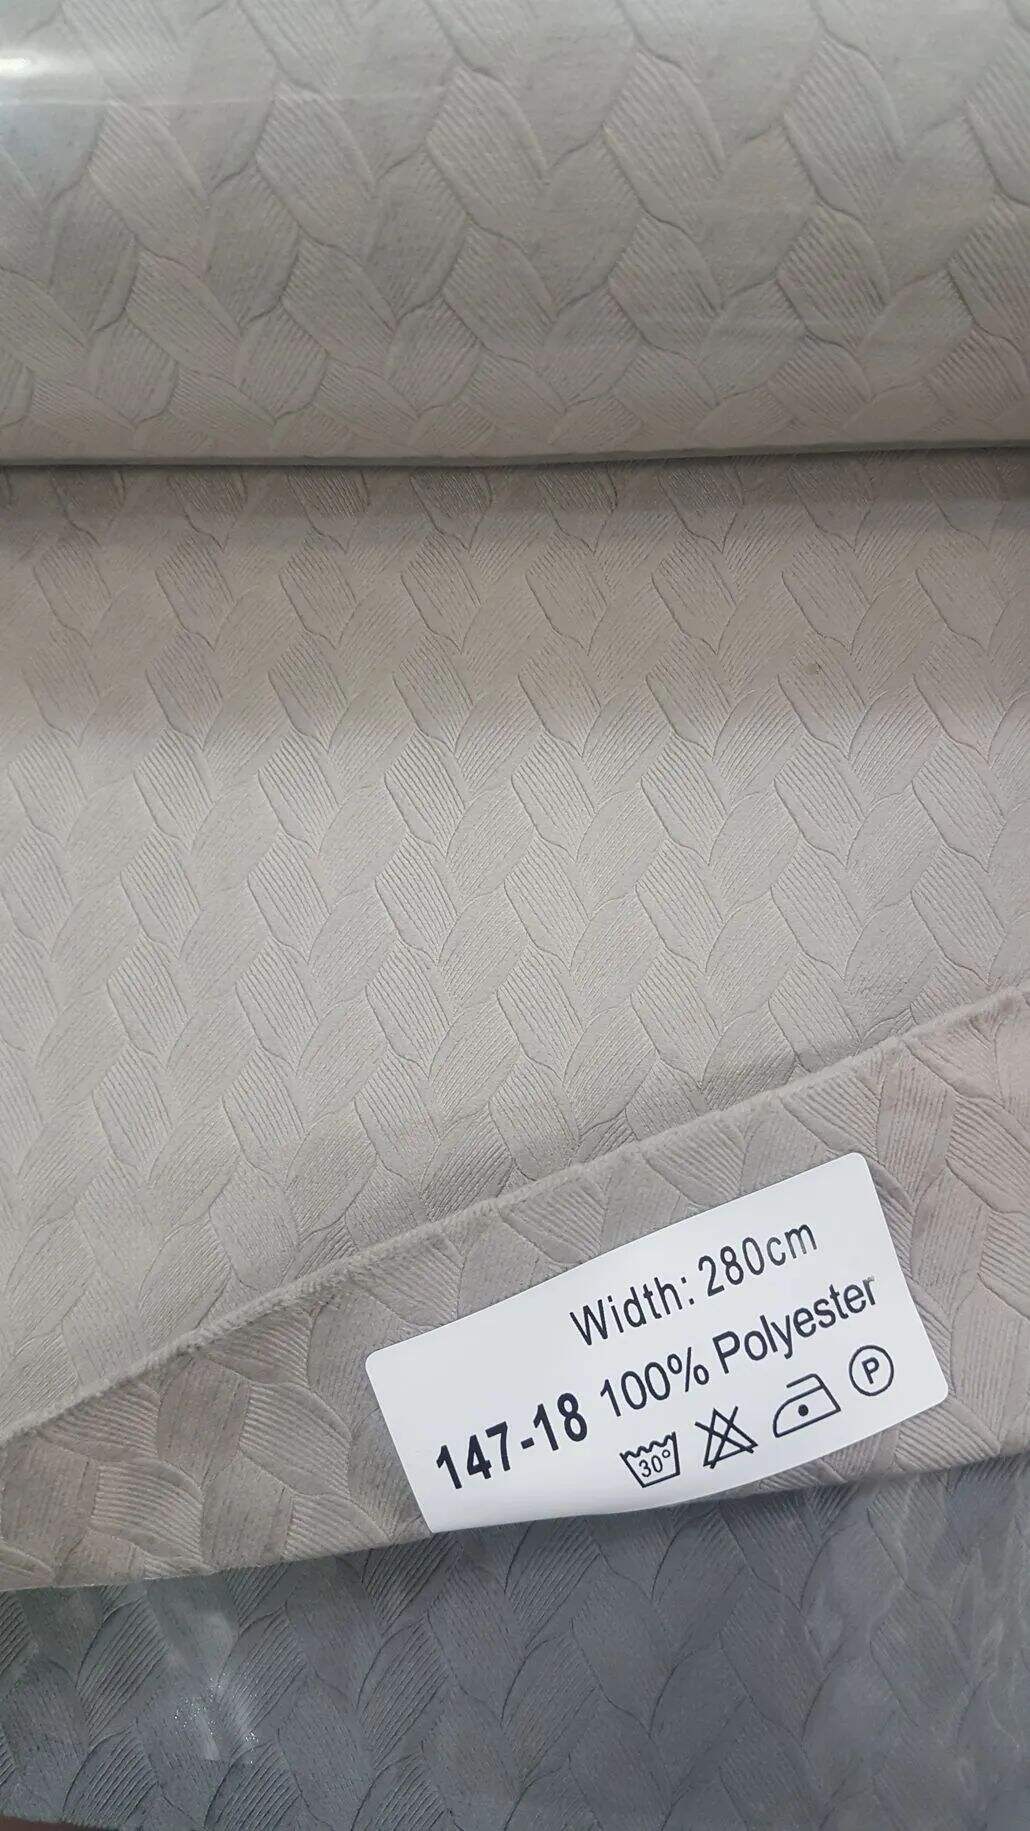 Width: 280cm
147-18 100% Polyester
30°
P